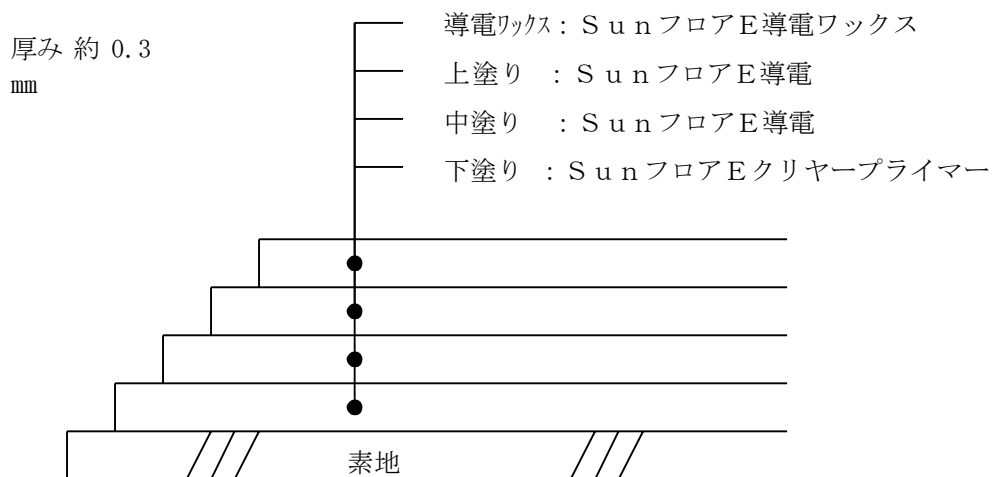 厚み 約 0.3
mm
導電ワックス：ＳｕｎフロアＥ導電ワックス
上塗り　：ＳｕｎフロアＥ導電
中塗り　：ＳｕｎフロアＥ導電
下塗り　：ＳｕｎフロアＥクリヤープライマー
素地